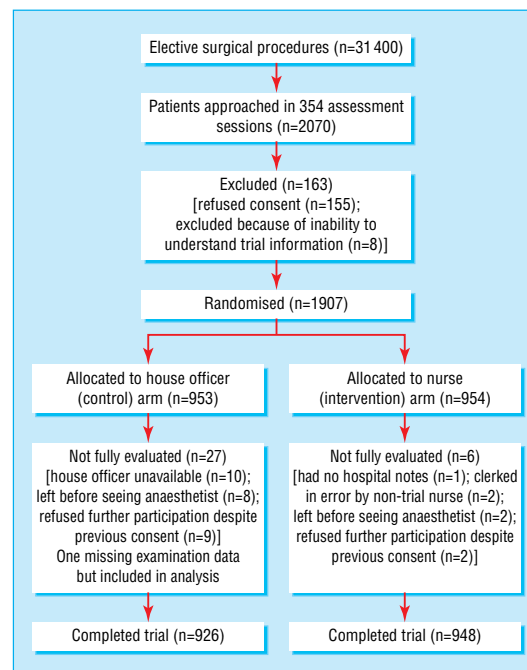 Elective surgical procedures (n=31 400)
Patients approached in 354 assessment
sessions (n=2070)
Excluded (n=163)
[refused consent (n=155);
excluded because of inability to
understand trial information (n=8)]
Randomised (n=1907)
Allocated to house officer
(control) arm (n=953)
Allocated to nurse
(intervention) arm (n=954)
Not fully evaluated (n=27)
[house officer unavailable (n=10);
left before seeing anaesthetist (n=8);
refused further participation despite
previous consent (n=9)]
One missing examination data
but included in analysis
Not fully evaluated (n=6)
[had no hospital notes (n=1); clerked
in error by non-trial nurse (n=2);
left before seeing anaesthetist (n=2);
refused further participation despite
previous consent (n=2)]
Completed trial (n=926)
Completed trial (n=948)